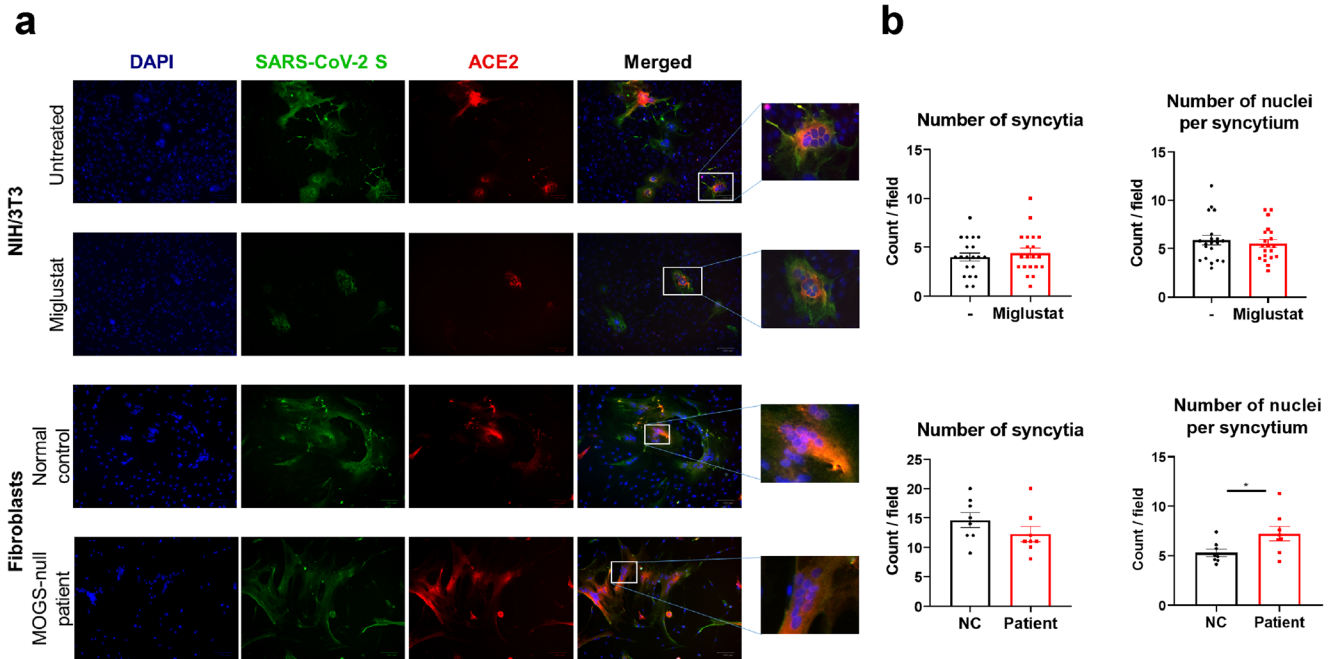 a
DAPI
SARS-CoV-2 S
ACE2
Merged
NIH/3T3
Untreated
Miglustat
Fibroblasts
Normal
control
MOGS-null
patient
b
Number of syncytia
Count / field
15
10
5
0
-
Miglustat
Number of nuclei
per syncytium
Count / field
15
10
5
0
-
Miglustat
Number of syncytia
Count / field
25
20
15
10
5
0
NC
Patient
Number of nuclei
per syncytium
Count / field
15
10
5
0
*
NC
Patient